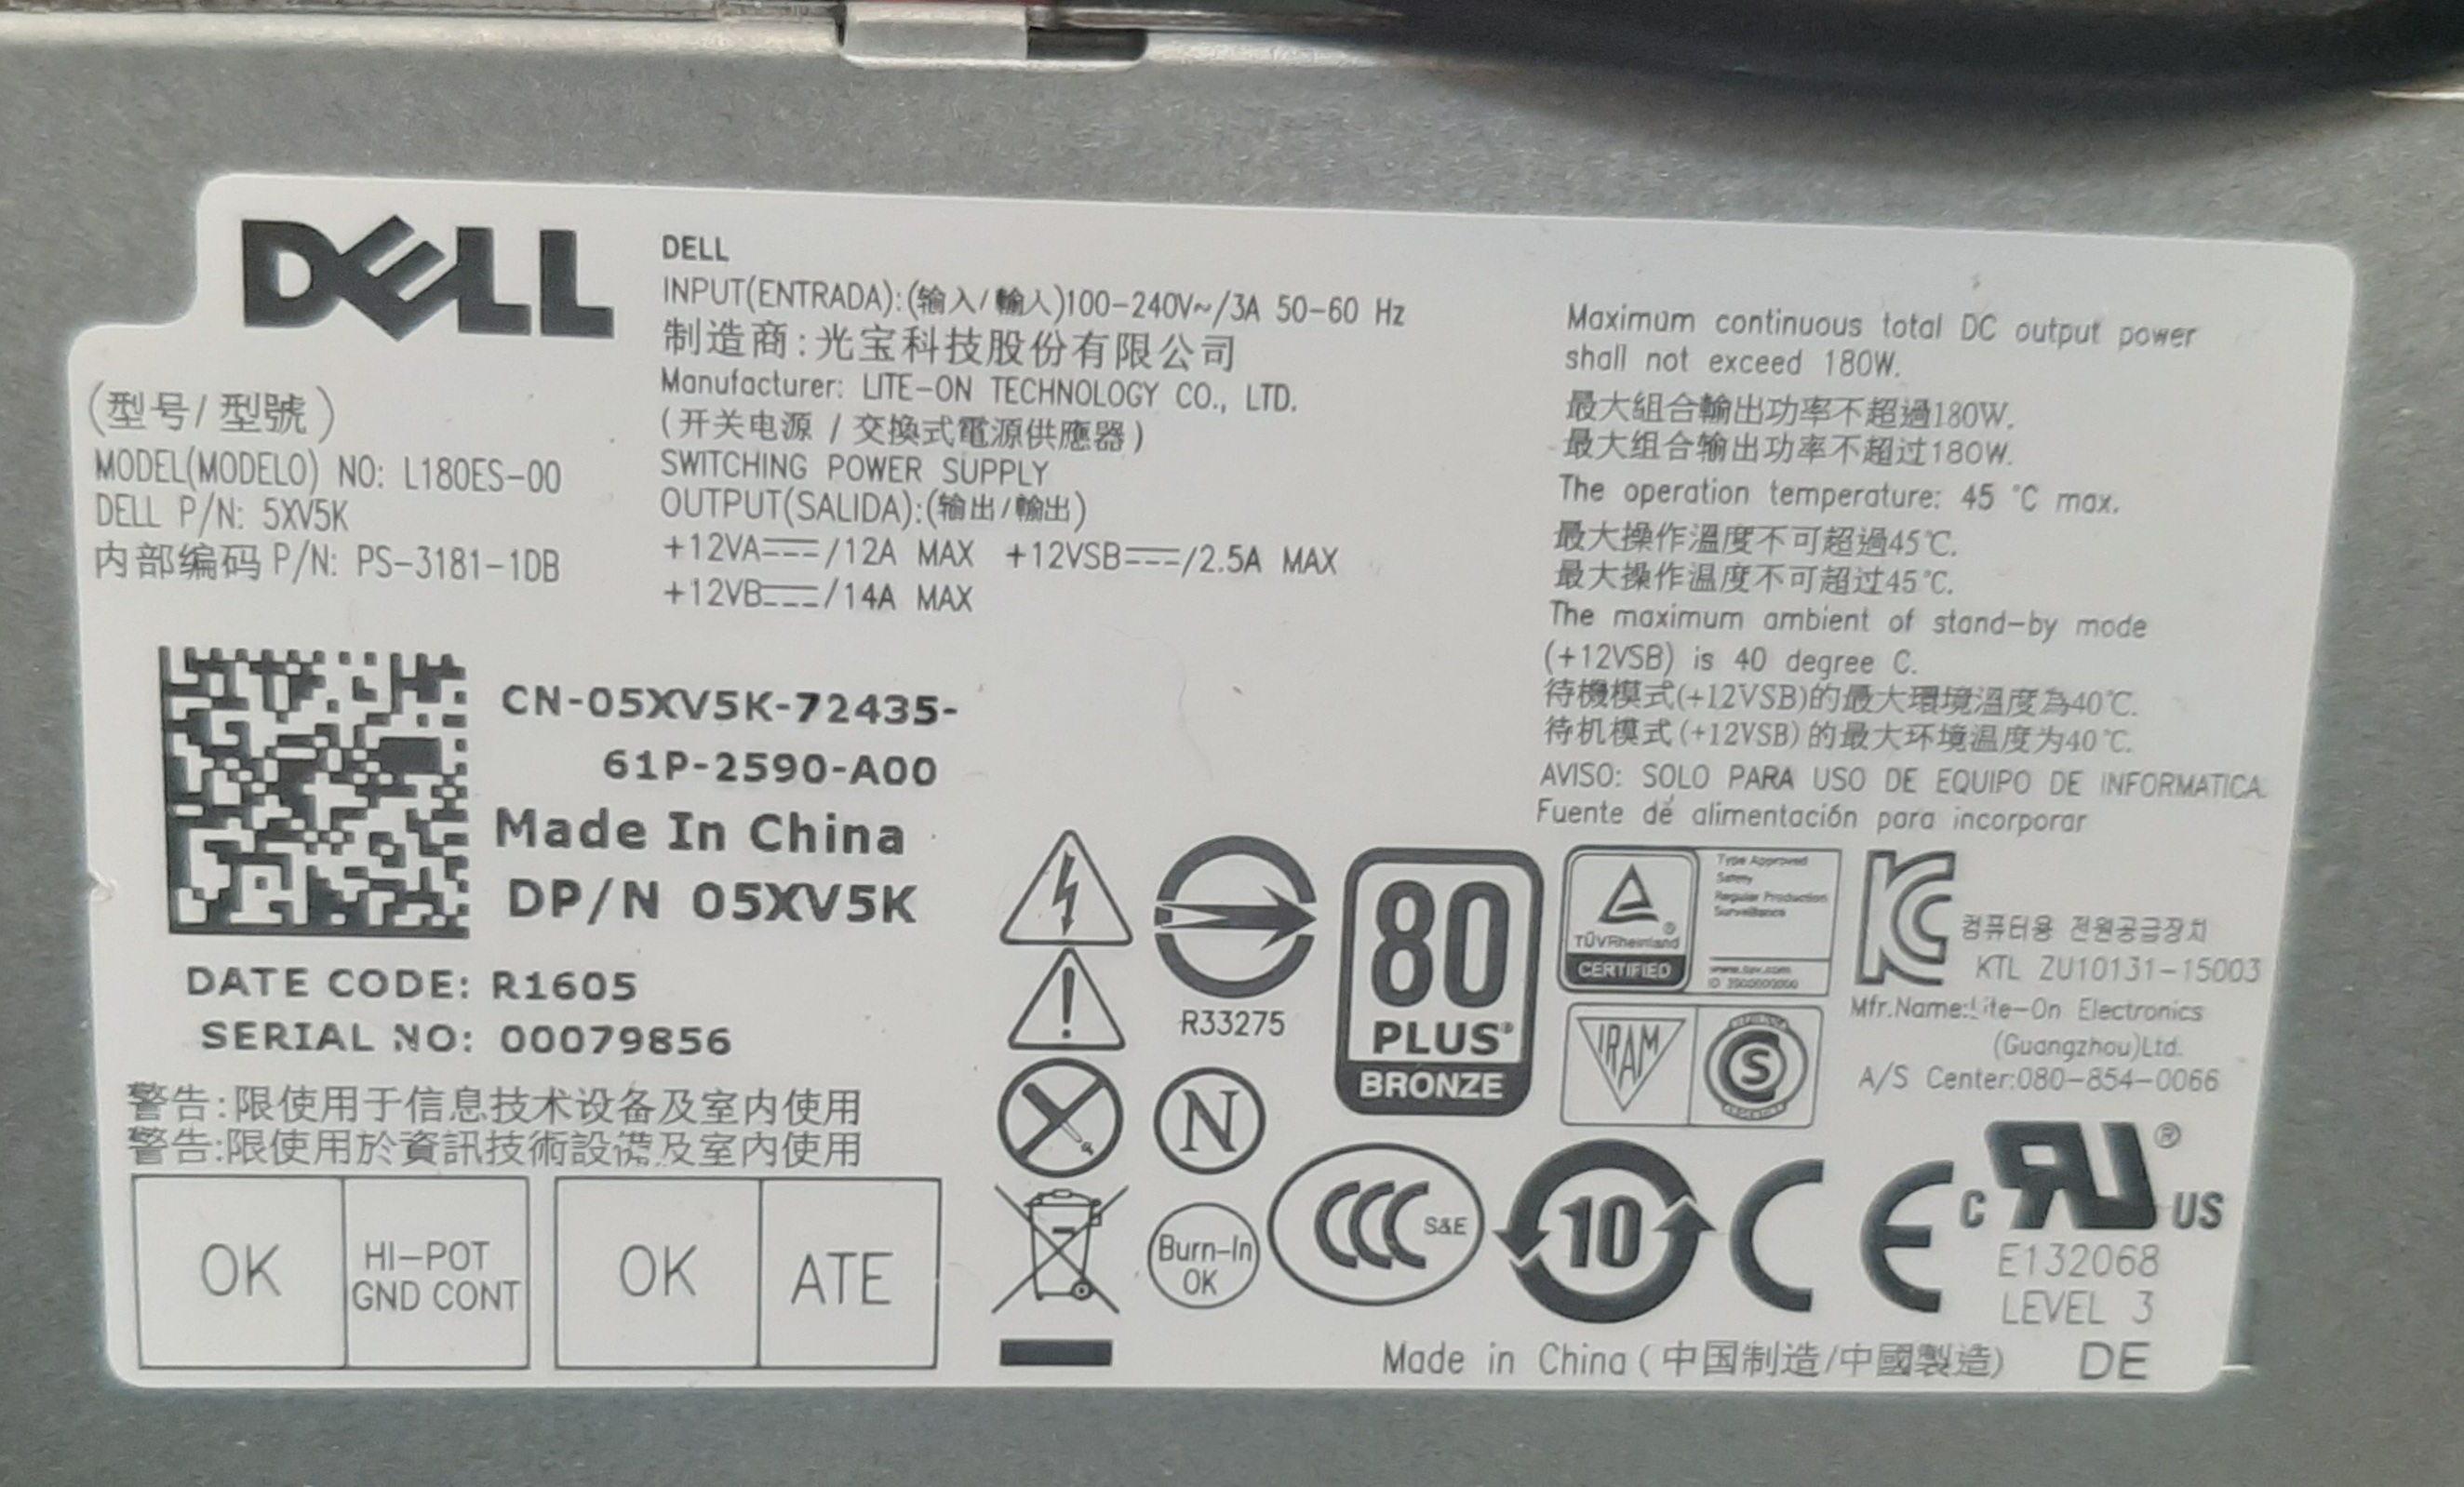 DELL
(型号/型號)
MODEL(MODELO) NO: L180ES-00
DELL P/N: 5XV5K
内部编码 P/N: PS-3181-1DB
DELL
INPUT(ENTRADA):(输入/輸入)100-240V~/3A 50-60 Hz
制造商:光宝科技股份有限公司
Manufacturer: LITE-ON TECHNOLOGY CO., LTD.
(开关电源 / 交換式電源供應器)
SWITCHING POWER SUPPLY
OUTPUT(SALIDA):(输出/輸出)
+12VA⎓/12A MAX +12VSB⎓/2.5A MAX
+12VB⎓/14A MAX
CN-05XV5K-72435-
61P-2590-A00
Made In China
DP/N 05XV5K
DATE CODE: R1605
SERIAL NO: 00079856
警告:限使用于信息技术设备及室内使用
警告:限使用於資訊技術設備及室內使用
OK
HI-POT
GND CONT
OK
ATE
Maximum continuous total DC output power
shall not exceed 180W.
最大組合輸出功率不超過180W.
最大组合输出功率不超过180W.
The operation temperature: 45 °C max.
最大操作溫度不可超過45℃.
最大操作温度不可超过45℃.
The maximum ambient of stand-by mode
(+12VSB) is 40 degree C.
待機模式(+12VSB)的最大環境溫度為40℃.
待机模式(+12VSB)的最大环境温度为40℃.
AVISO: SOLO PARA USO DE EQUIPO DE INFORMATICA.
Fuente dé alimentación para incorporar
R33275
N
Burn-In
OK
80
PLUS®
BRONZE
TÜVRheinland®
CERTIFIED
Type Approved
Safety
Regular Production
Surveillance
www.tuv.com
IRAM
S
컴퓨터용 전원공급장치
KTL ZU10131-15003
Mfr.Name:Lite-On Electronics
(Guangzhou)Ltd.
A/S Center:080-854-0066
CCC S&E
10
CE
c RU® US
E132068
LEVEL 3
Made in China (中国制造/中國製造) DE